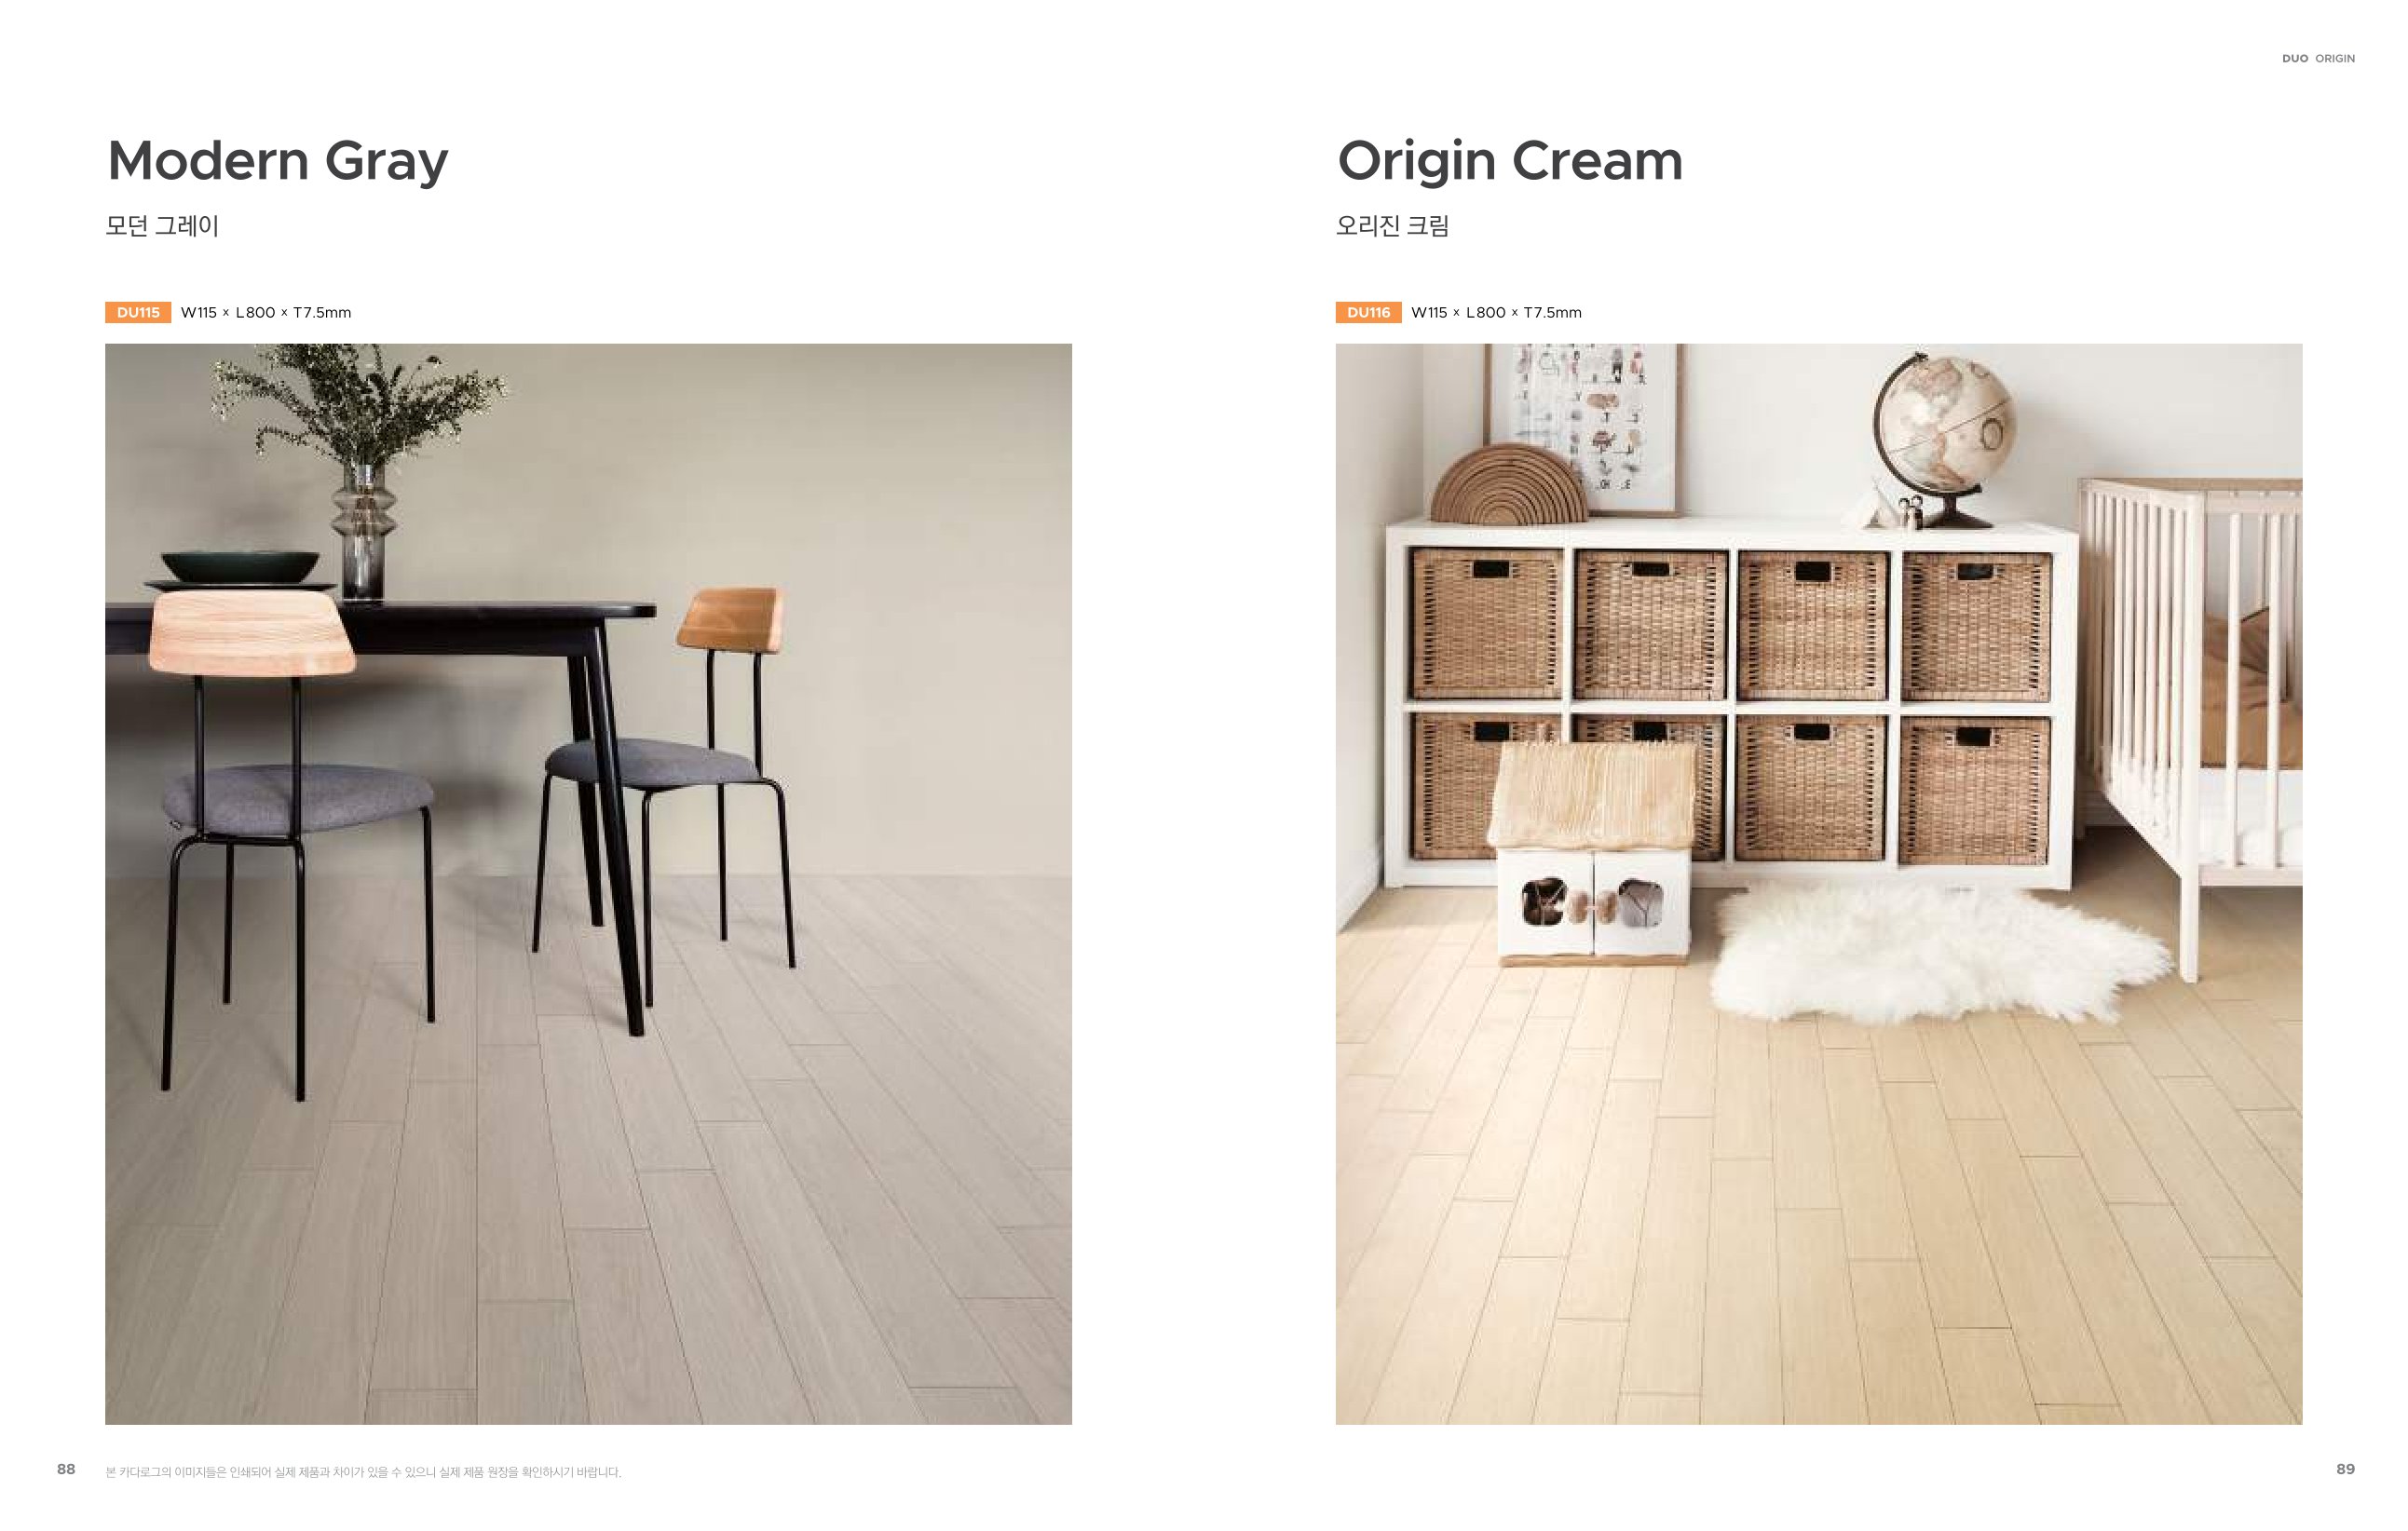 DUO ORIGIN
Modern Gray
모던 그레이
DU115 W115 × L800 × T7.5mm
Origin Cream
오리진 크림
DU116 W115 × L800 × T7.5mm
88 본 카다로그의 이미지들은 인쇄되어 실제 제품과 차이가 있을 수 있으니 실제 제품 원장을 확인하시기 바랍니다.
89